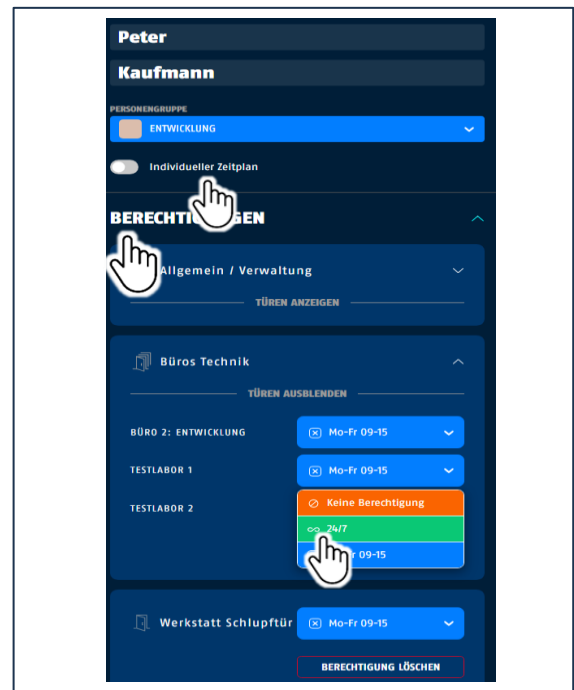 Peter
Kaufmann
PERSONENGRUPPE
ENTWICKLUNG
Individueller Zeitplan
Allgemein / Verwaltung
TÜREN ANZEIGEN
Büros Technik
TÜREN AUSBLENDEN
BÜRO 2: ENTWICKLUNG Mo-Fr 09-15
TESTLABOR 1 Mo-Fr 09-15
TESTLABOR 2 Keine Berechtigung
24/7
09-15
Werkstatt Schlupftür Mo-Fr 09-15
BERECHTIGUNG LÖSCHEN